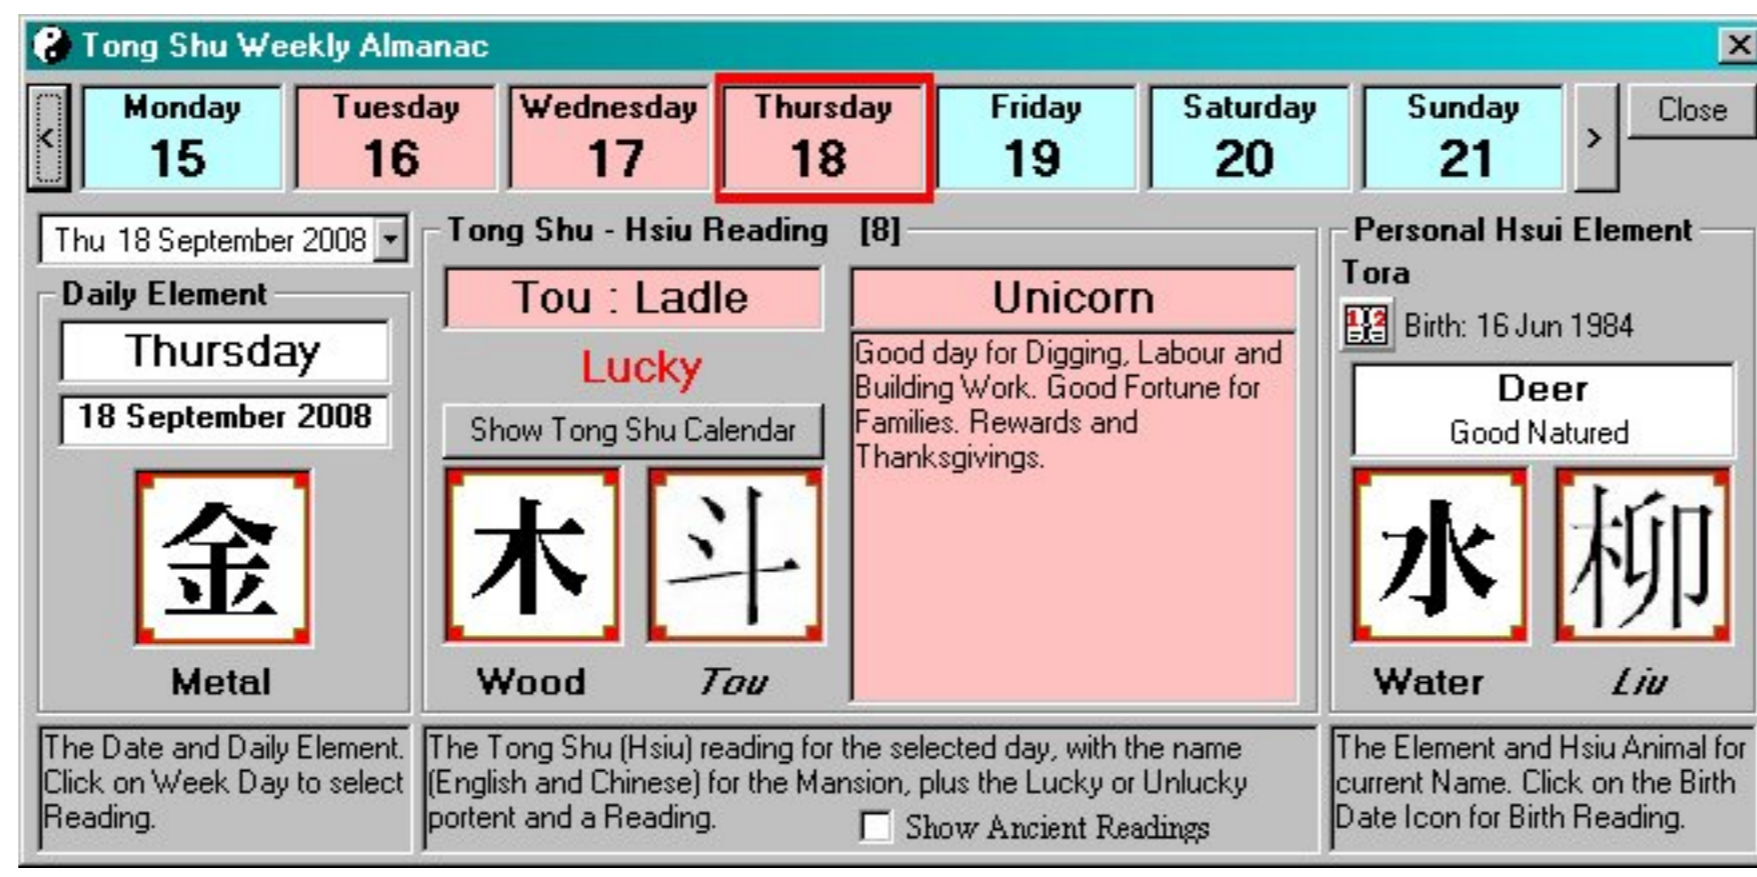 Tong Shu Weekly Almanac
<
Monday
15
Tuesday
16
Wednesday
17
Thursday
18
Friday
19
Saturday
20
Sunday
21
>
Close
Thu 18 September 2008
Daily Element
Thursday
18 September 2008
金
Metal
The Date and Daily Element.
Click on Week Day to select
Reading.
Tong Shu - Hsiu Reading [8]
Tou : Ladle
Lucky
Show Tong Shu Calendar
木
斗
Wood
Tou
Unicorn
Good day for Digging, Labour and
Building Work. Good Fortune for
Families. Rewards and
Thanksgivings.
The Tong Shu (Hsiu) reading for the selected day, with the name
(English and Chinese) for the Mansion, plus the Lucky or Unlucky
portent and a Reading.
Show Ancient Readings
Personal Hsui Element
Tora
12
Birth: 16 Jun 1984
Deer
Good Natured
水
柳
Water
Liu
The Element and Hsiu Animal for
current Name. Click on the Birth
Date Icon for Birth Reading.